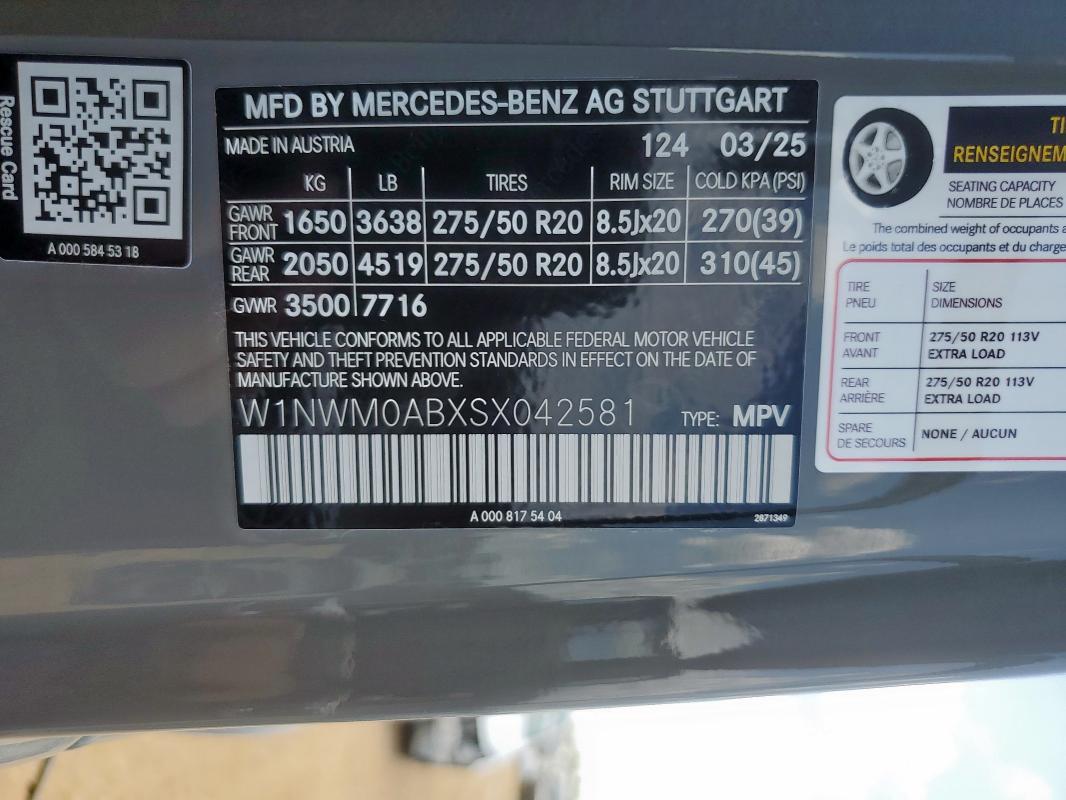 Rescue Card
A 000 584 53 18
MFD BY MERCEDES-BENZ AG STUTTGART
MADE IN AUSTRIA 124 03/25
KG LB TIRES RIM SIZE COLD KPA (PSI)
GAWR FRONT 1650 3638 275/50 R20 8.5Jx20 270(39)
GAWR REAR 2050 4519 275/50 R20 8.5Jx20 310(45)
GVWR 3500 7716
THIS VEHICLE CONFORMS TO ALL APPLICABLE FEDERAL MOTOR VEHICLE
SAFETY AND THEFT PREVENTION STANDARDS IN EFFECT ON THE DATE OF
MANUFACTURE SHOWN ABOVE.
W1NWM0ABXSX042581 TYPE: MPV
A 000 817 54 04 2871349
RENSEIGNEM
SEATING CAPACITY
NOMBRE DE PLACES
The combined weight of occupants
Le poids total des occupants et du charge
TIRE SIZE
PNEU DIMENSIONS
FRONT 275/50 R20 113V
AVANT EXTRA LOAD
REAR 275/50 R20 113V
ARRIÈRE EXTRA LOAD
SPARE NONE / AUCUN
DE SECOURS